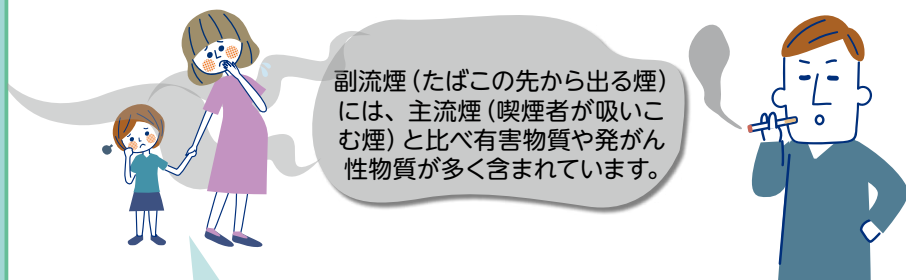 副流煙（たばこの先から出る煙）
には、主流煙（喫煙者が吸いこ
む煙）と比べ有害物質や発がん
性物質が多く含まれています。